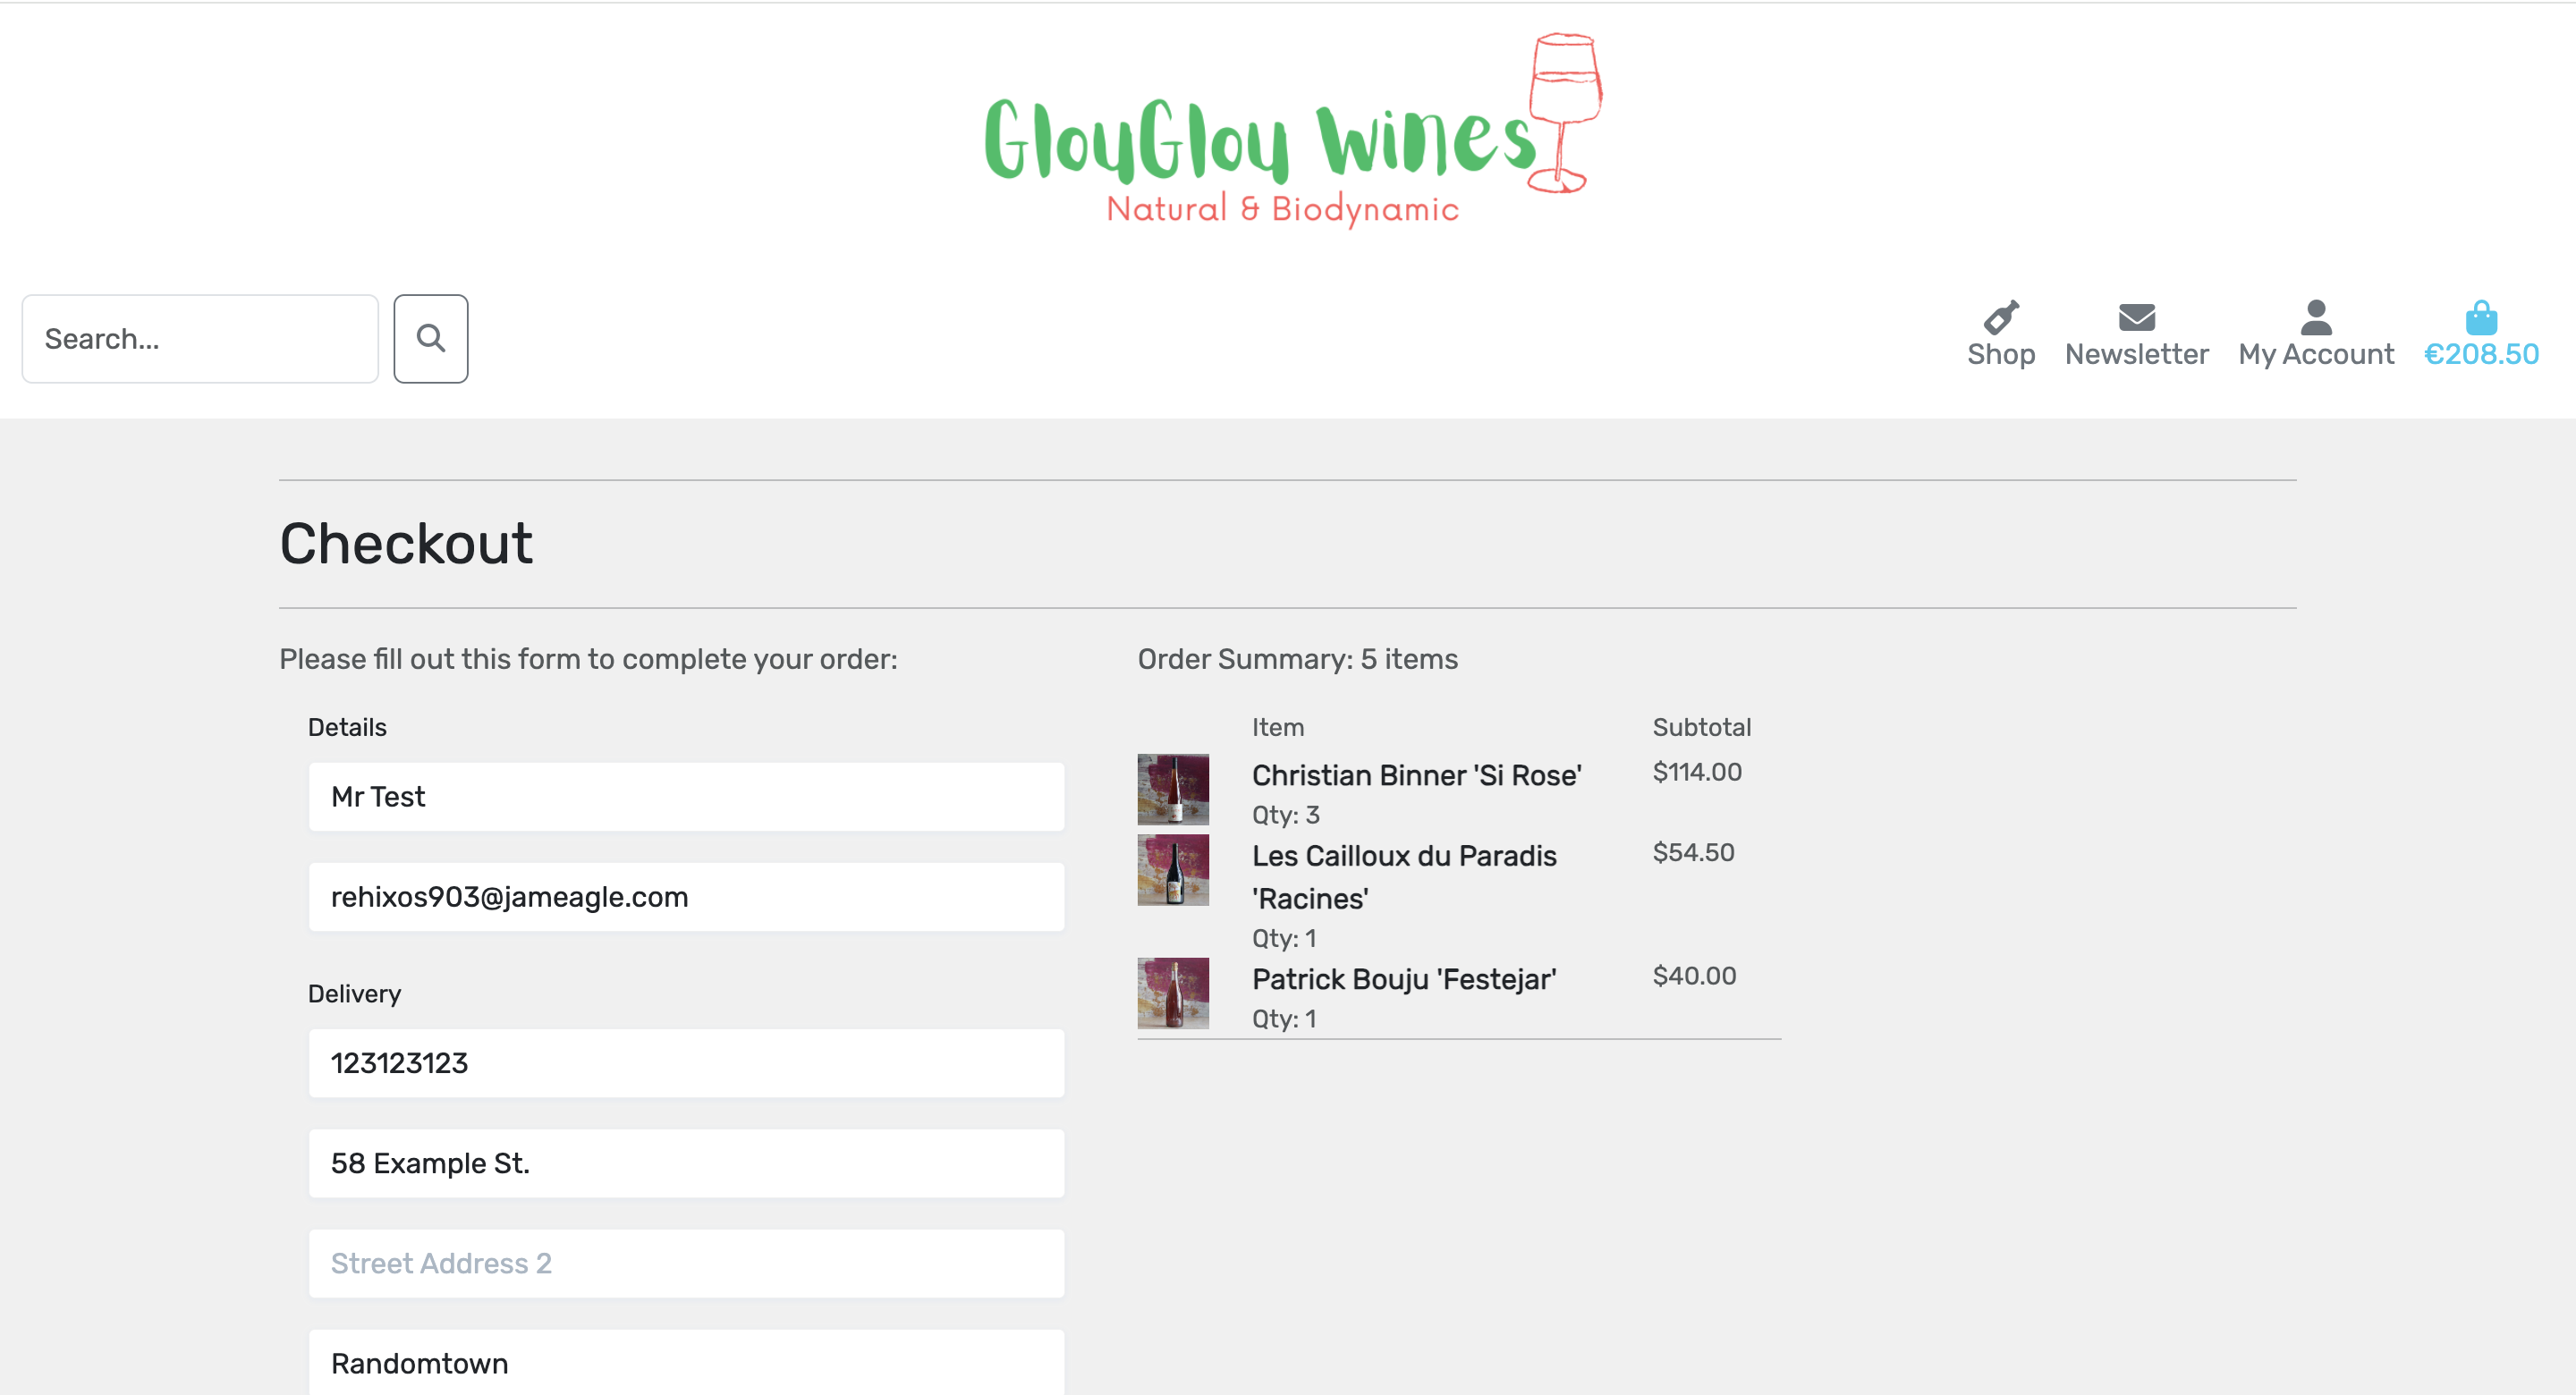 GlouGlou Wines
Natural & Biodynamic
Search...
Shop
Newsletter
My Account
€208.50
Checkout
Please fill out this form to complete your order:
Details
Mr Test
rehixos903@jameagle.com
Delivery
123123123
58 Example St.
Street Address 2
Randomtown
Order Summary: 5 items
Item Subtotal
Christian Binner 'Si Rose' $114.00
Qty: 3
Les Cailloux du Paradis $54.50
'Racines'
Qty: 1
Patrick Bouju 'Festejar' $40.00
Qty: 1